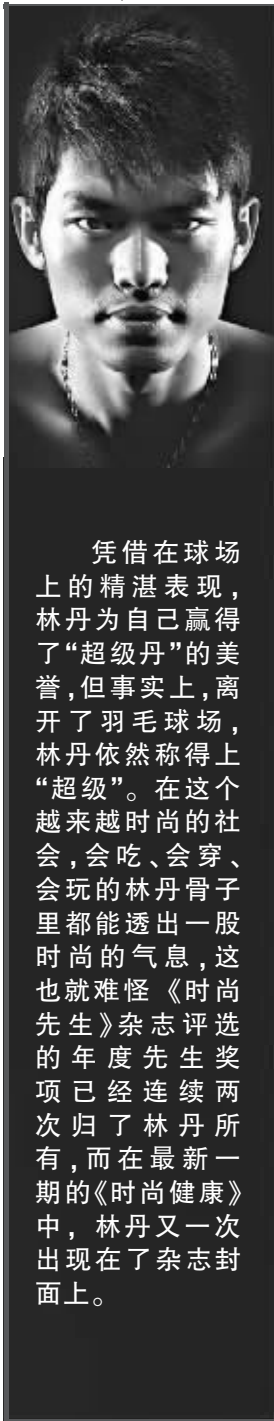 凭借在球场
上的精湛表现，
林丹为自己赢得
了“超级丹”的美
誉，但事实上，离
开了羽毛球场，
林丹依然称得上
“超级”。在这个
越来越时尚的社
会，会吃、会穿、
会玩的林丹骨子
里都能透出一股
时尚的气息，这
也就难怪《时尚
先生》杂志评选
的年度先生奖
项已经连续两
次归了林丹所
有，而在最新一
期的《时尚健康》
中，林丹又一次
出现在了杂志封
面上。